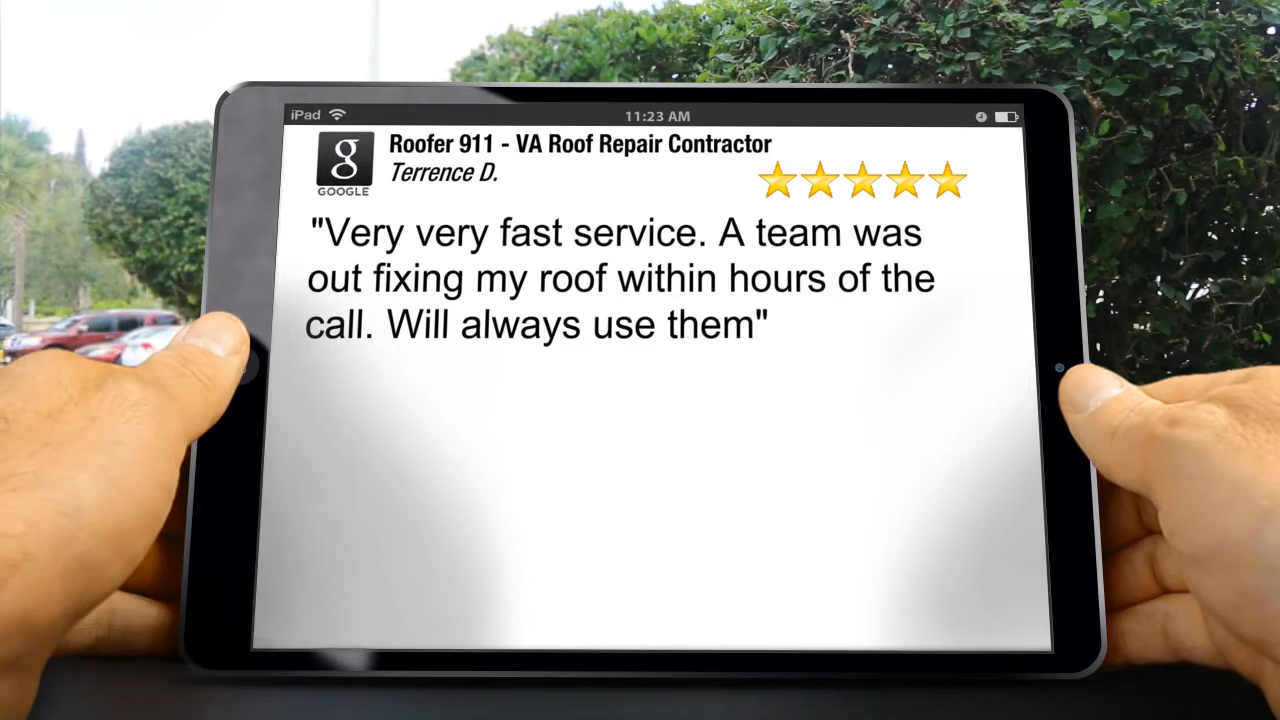 iPad 11:23 AM
g
GOOGLE
Roofer 911 - VA Roof Repair Contractor
Terrence D.
"Very very fast service. A team was
out fixing my roof within hours of the
call. Will always use them"